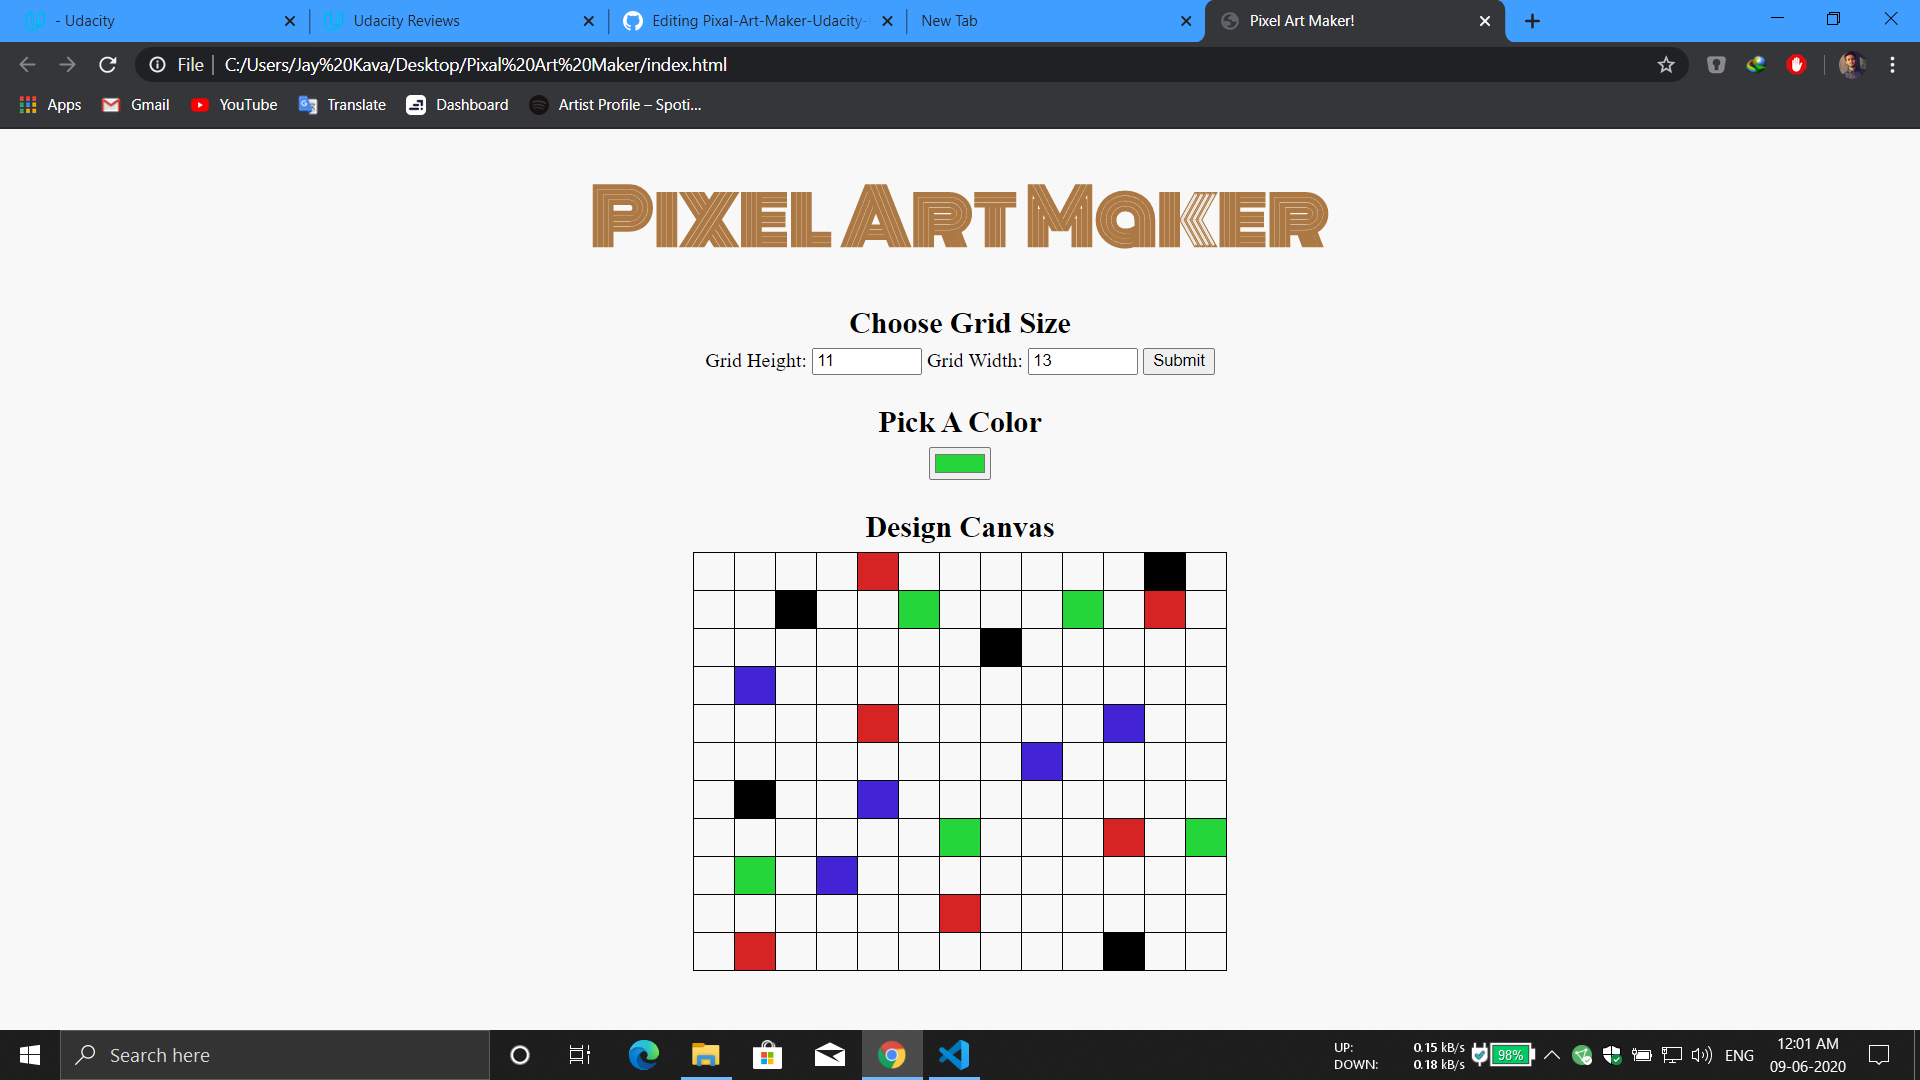 - Udacity
Udacity Reviews
Editing Pixal-Art-Maker-Udacity-
New Tab
Pixel Art Maker!
File
C:/Users/Jay%20Kava/Desktop/Pixal%20Art%20Maker/index.html
Apps
Gmail
YouTube
Translate
Dashboard
Artist Profile – Spoti...
Pixel Art Maker
Choose Grid Size
Grid Height: 11 Grid Width: 13 Submit
Pick A Color
Design Canvas
Search here
UP: 0.15 kB/s
DOWN: 0.18 kB/s
98%
ENG
12:01 AM
09-06-2020